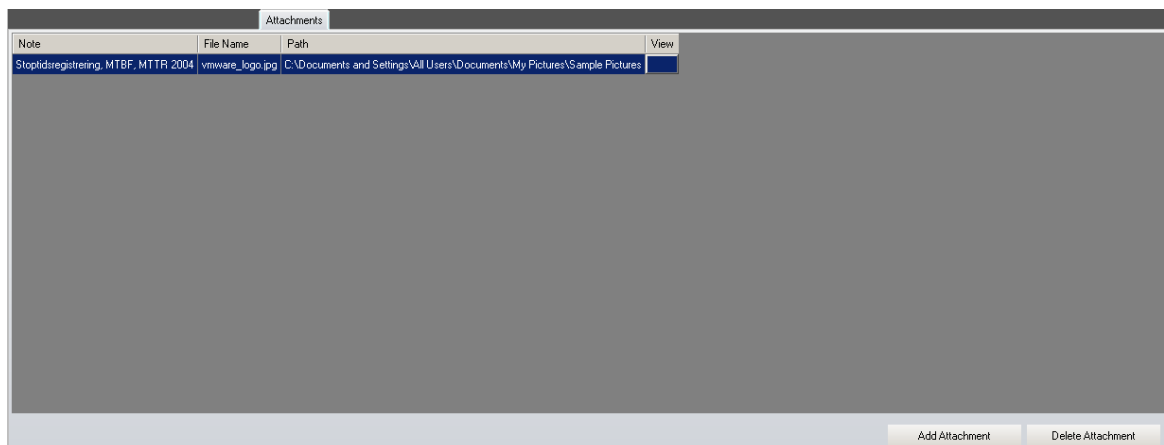 Attachments
Note File Name Path View
Stoptidsregistrering, MTBF, MTTR 2004 vmware_logo.jpg C:\Documents and Settings\All Users\Documents\My Pictures\Sample Pictures
Add Attachment Delete Attachment